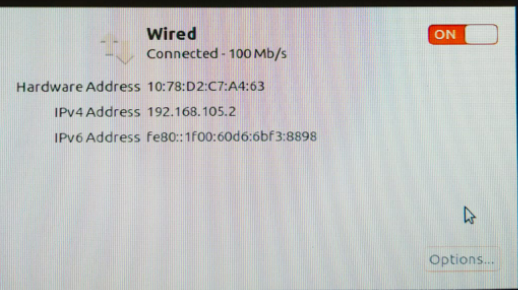 Wired
ON
Connected - 100 Mb/s
Hardware Address 10:78:D2:C7:A4:63
IPv4 Address 192.168.105.2
IPv6 Address fe80::1f00:60d6:6bf3:8898
Options...